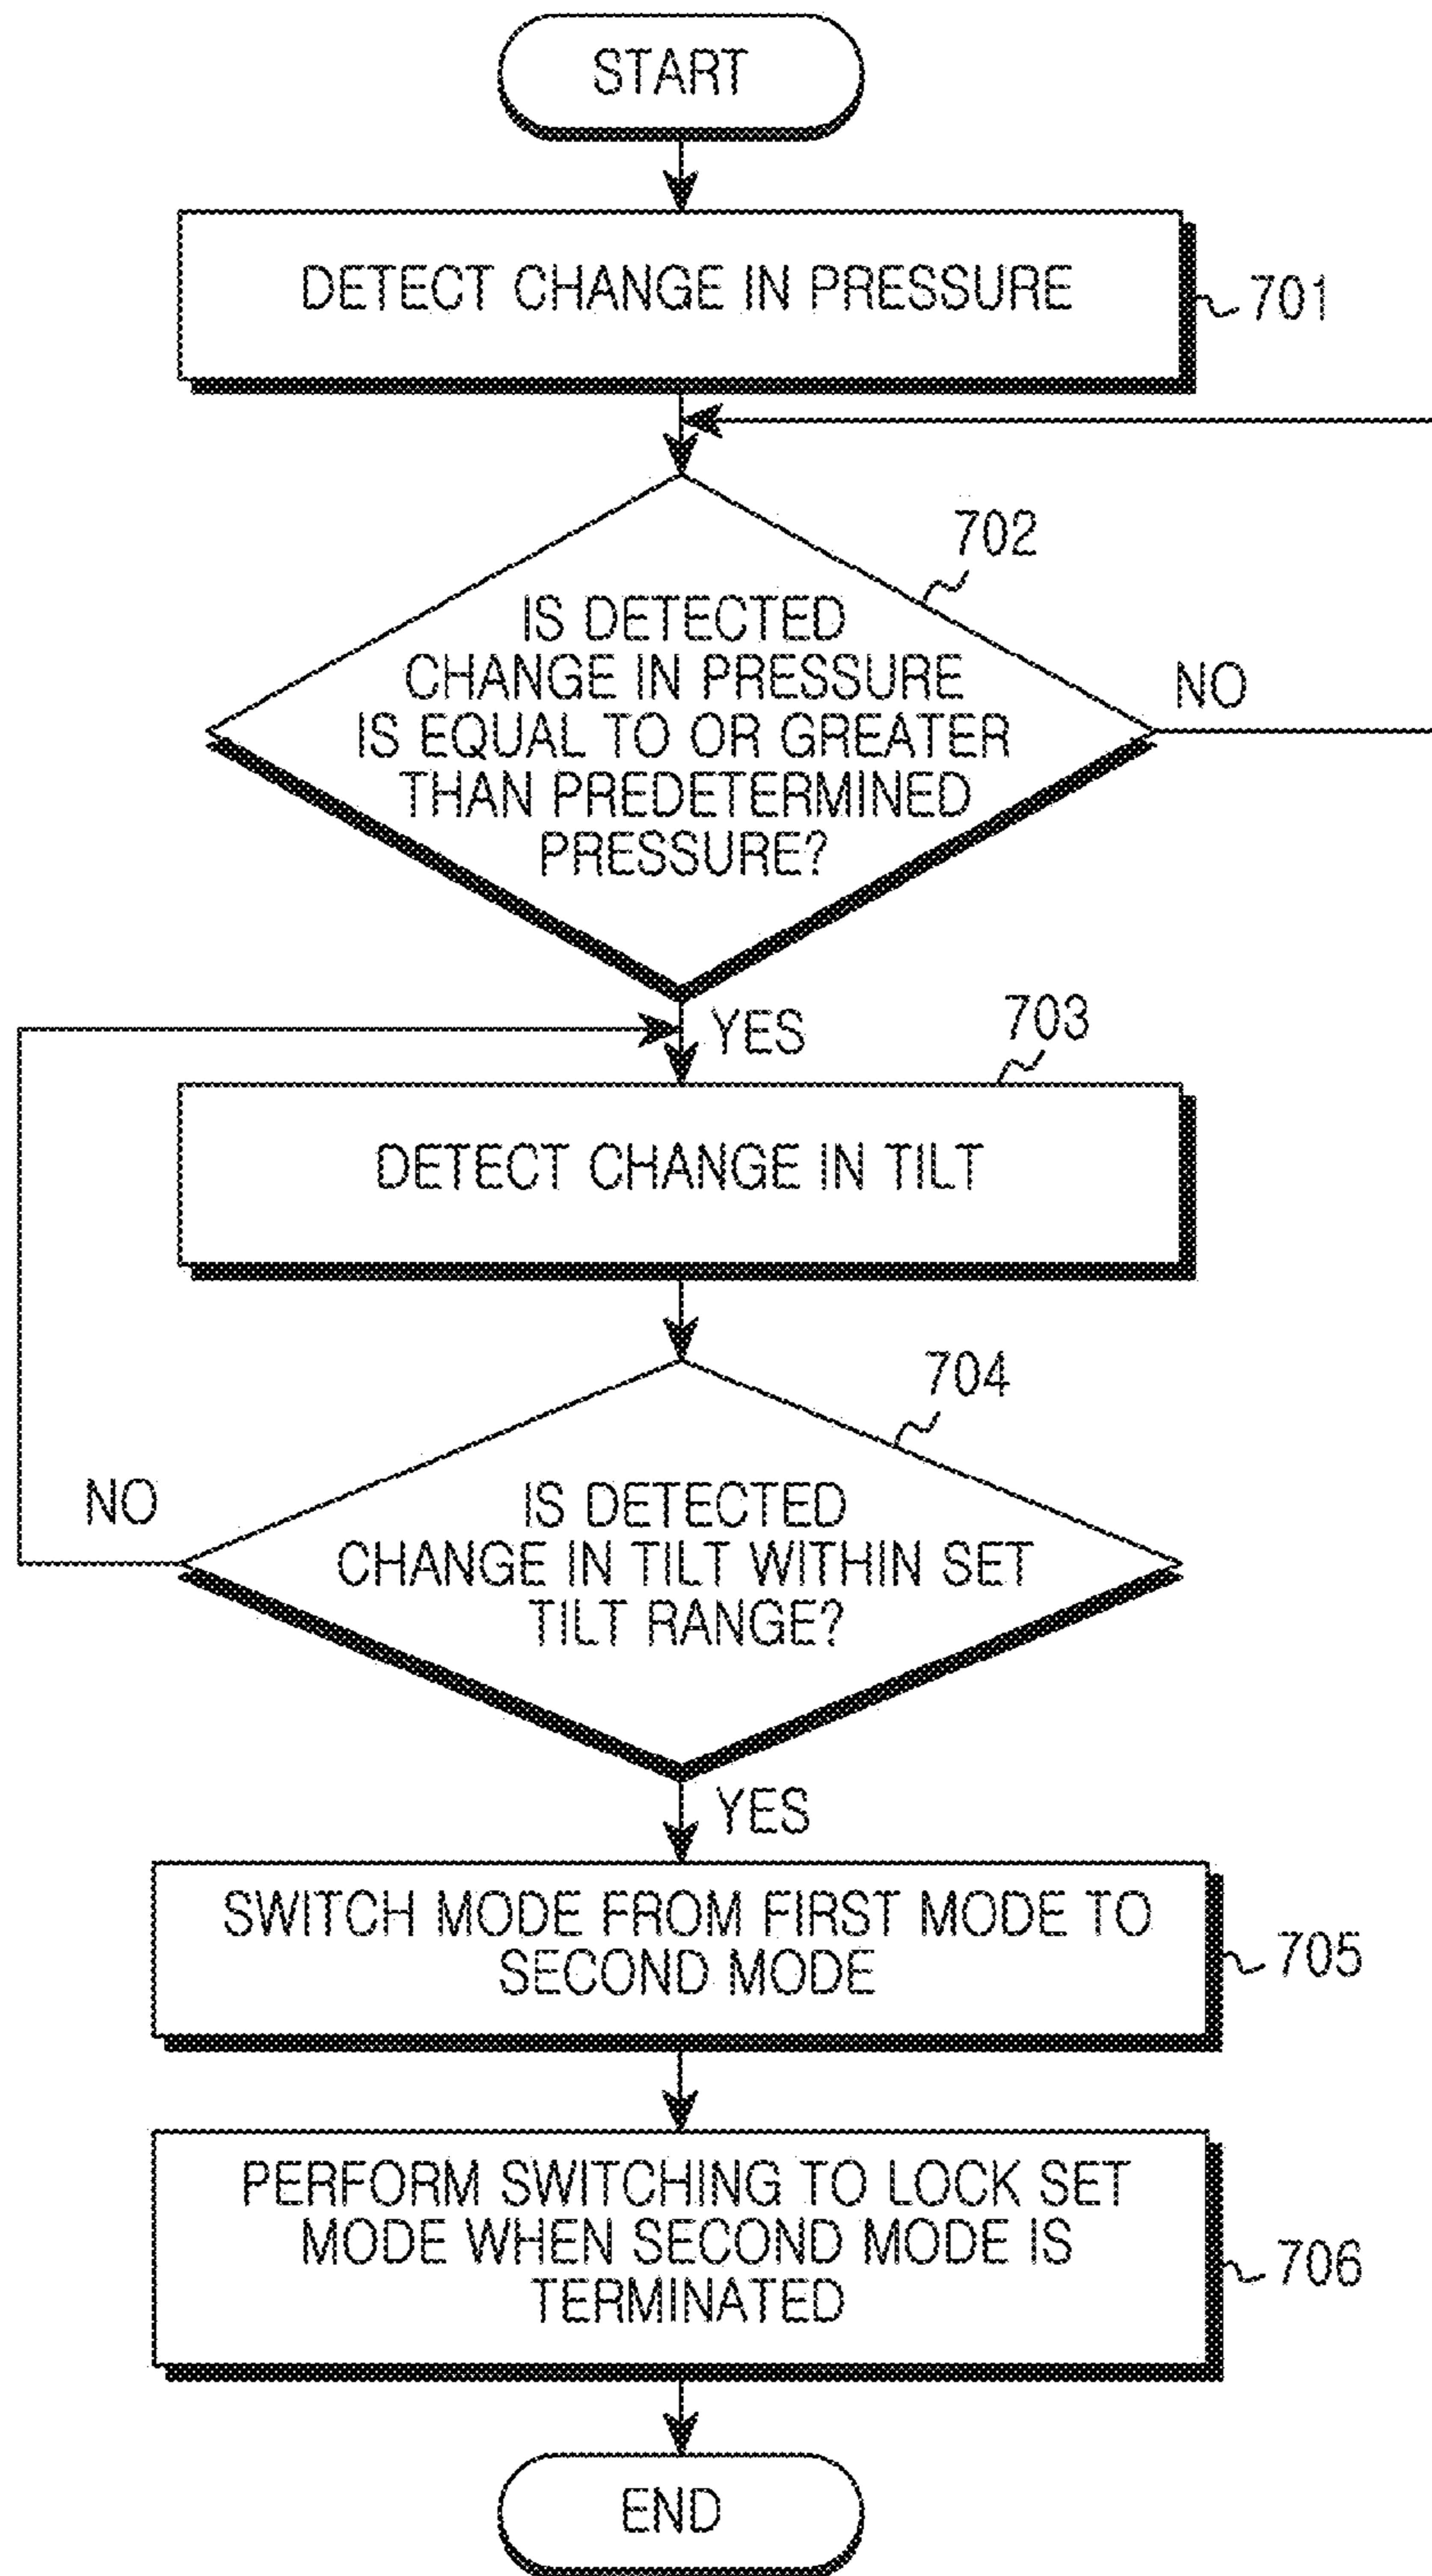 START
DETECT CHANGE IN PRESSURE
701
702
IS DETECTED
CHANGE IN PRESSURE
IS EQUAL TO OR GREATER
THAN PREDETERMINED
PRESSURE?
NO
YES
703
DETECT CHANGE IN TILT
704
IS DETECTED
CHANGE IN TILT WITHIN SET
TILT RANGE?
NO
YES
SWITCH MODE FROM FIRST MODE TO
SECOND MODE
705
PERFORM SWITCHING TO LOCK SET
MODE WHEN SECOND MODE IS
TERMINATED
706
END